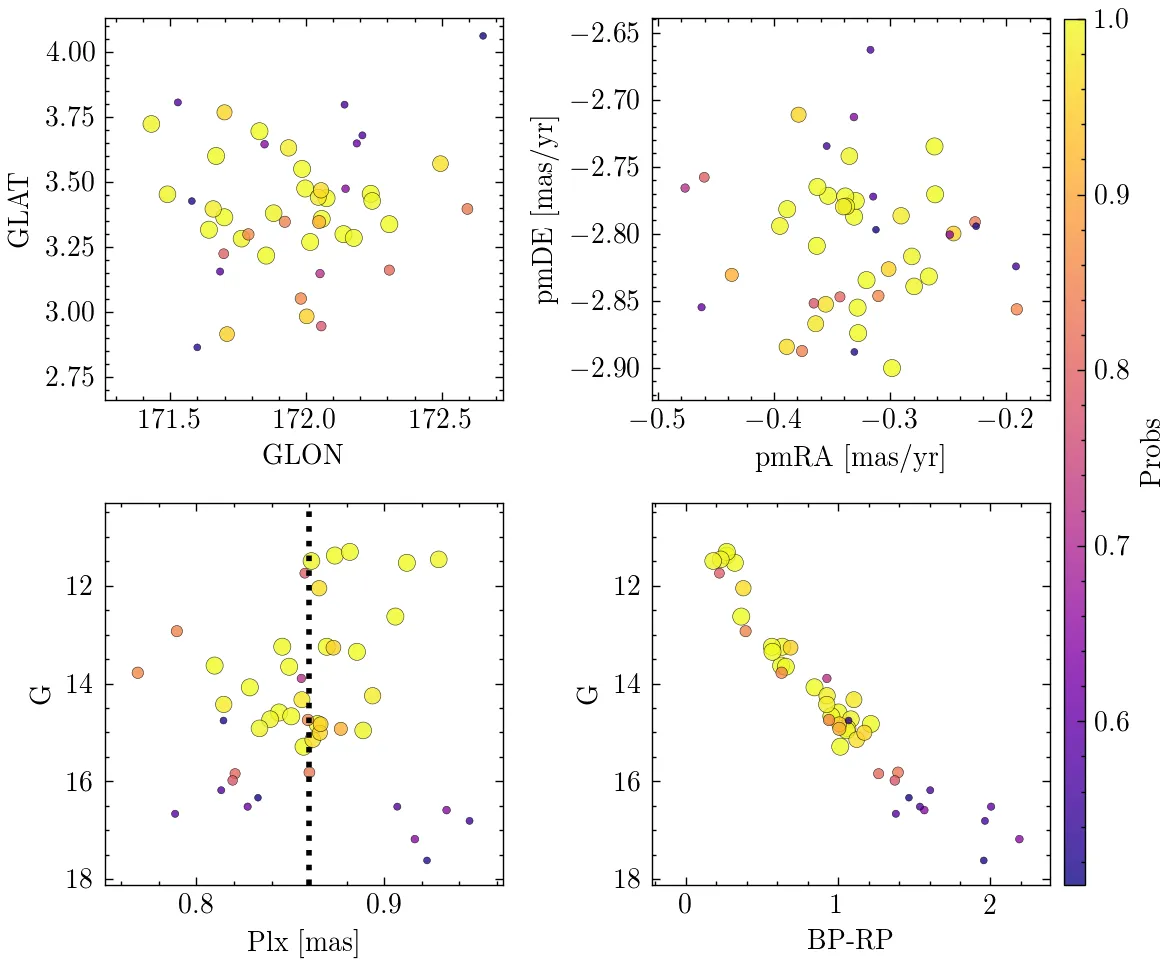 4.00
3.75
3.50
3.25
3.00
2.75
GLAT
171.5 172.0 172.5
GLON
−2.65
−2.70
−2.75
−2.80
−2.85
−2.90
pmDE [mas/yr]
−0.5 −0.4 −0.3 −0.2
pmRA [mas/yr]
1.0
0.9
0.8
0.7
0.6
Probs
12
14
16
18
G
0.8 0.9
Plx [mas]
12
14
16
18
G
0 1 2
BP-RP